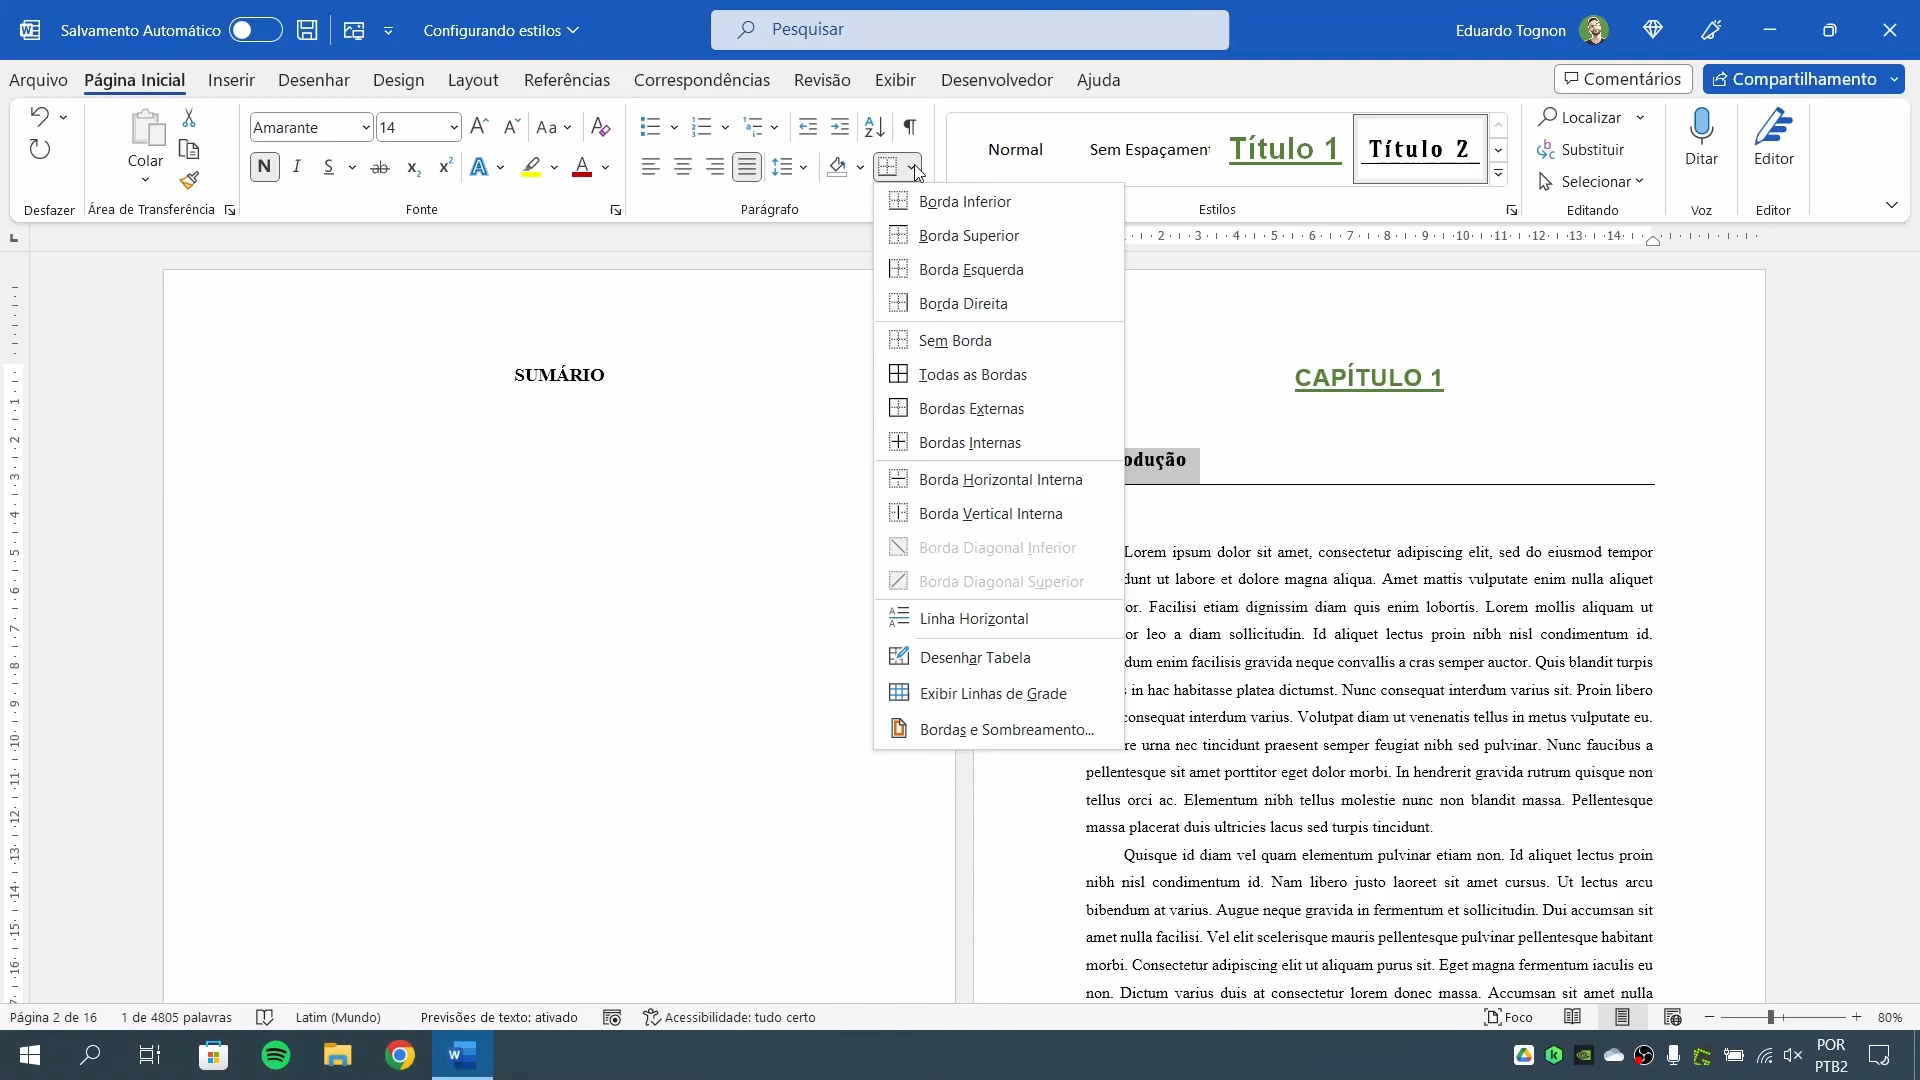 Salvamento Automático
Configurando estilos
Pesquisar
Eduardo Tognon
Arquivo
Página Inicial
Inserir
Desenhar
Design
Layout
Referências
Correspondências
Revisão
Exibir
Desenvolvedor
Ajuda
Comentários
Compartilhamento
Desfazer
Colar
Área de Transferência
Amarante
14
Fonte
Parágrafo
Normal
Sem Espaçament
Título 1
Título 2
Estilos
Localizar
Substituir
Selecionar
Editando
Ditar
Voz
Editor
Editor
Borda Inferior
Borda Superior
Borda Esquerda
Borda Direita
Sem Borda
Todas as Bordas
Bordas Externas
Bordas Internas
Borda Horizontal Interna
Borda Vertical Interna
Borda Diagonal Inferior
Borda Diagonal Superior
Linha Horizontal
Desenhar Tabela
Exibir Linhas de Grade
Bordas e Sombreamento...
SUMÁRIO
CAPÍTULO 1
odução
Lorem ipsum dolor sit amet, consectetur adipiscing elit, sed do eiusmod tempor
dunt ut labore et dolore magna aliqua. Amet mattis vulputate enim nulla aliquet
or. Facilisi etiam dignissim diam quis enim lobortis. Lorem mollis aliquam ut
or leo a diam sollicitudin. Id aliquet lectus proin nibh nisl condimentum id.
dum enim facilisis gravida neque convallis a cras semper auctor. Quis blandit turpis
in hac habitasse platea dictumst. Nunc consequat interdum varius sit. Proin libero
consequat interdum varius. Volutpat diam ut venenatis tellus in metus vulputate eu.
re urna nec tincidunt praesent semper feugiat nibh sed pulvinar. Nunc faucibus a
pellentesque sit amet porttitor eget dolor morbi. In hendrerit gravida rutrum quisque non
tellus orci ac. Elementum nibh tellus molestie nunc non blandit massa. Pellentesque
massa placerat duis ultricies lacus sed turpis tincidunt.
Quisque id diam vel quam elementum pulvinar etiam non. Id aliquet lectus proin
nibh nisl condimentum id. Nam libero justo laoreet sit amet cursus. Ut lectus arcu
bibendum at varius. Augue neque gravida in fermentum et sollicitudin. Dui accumsan sit
amet nulla facilisi. Vel elit scelerisque mauris pellentesque pulvinar pellentesque habitant
morbi. Consectetur adipiscing elit ut aliquam purus sit. Eget magna fermentum iaculis eu
non. Dictum varius duis at consectetur lorem donec massa. Accumsan sit amet nulla
Página 2 de 16
1 de 4805 palavras
Latim (Mundo)
Previsões de texto: ativado
Acessibilidade: tudo certo
Foco
80%
POR
PTB2